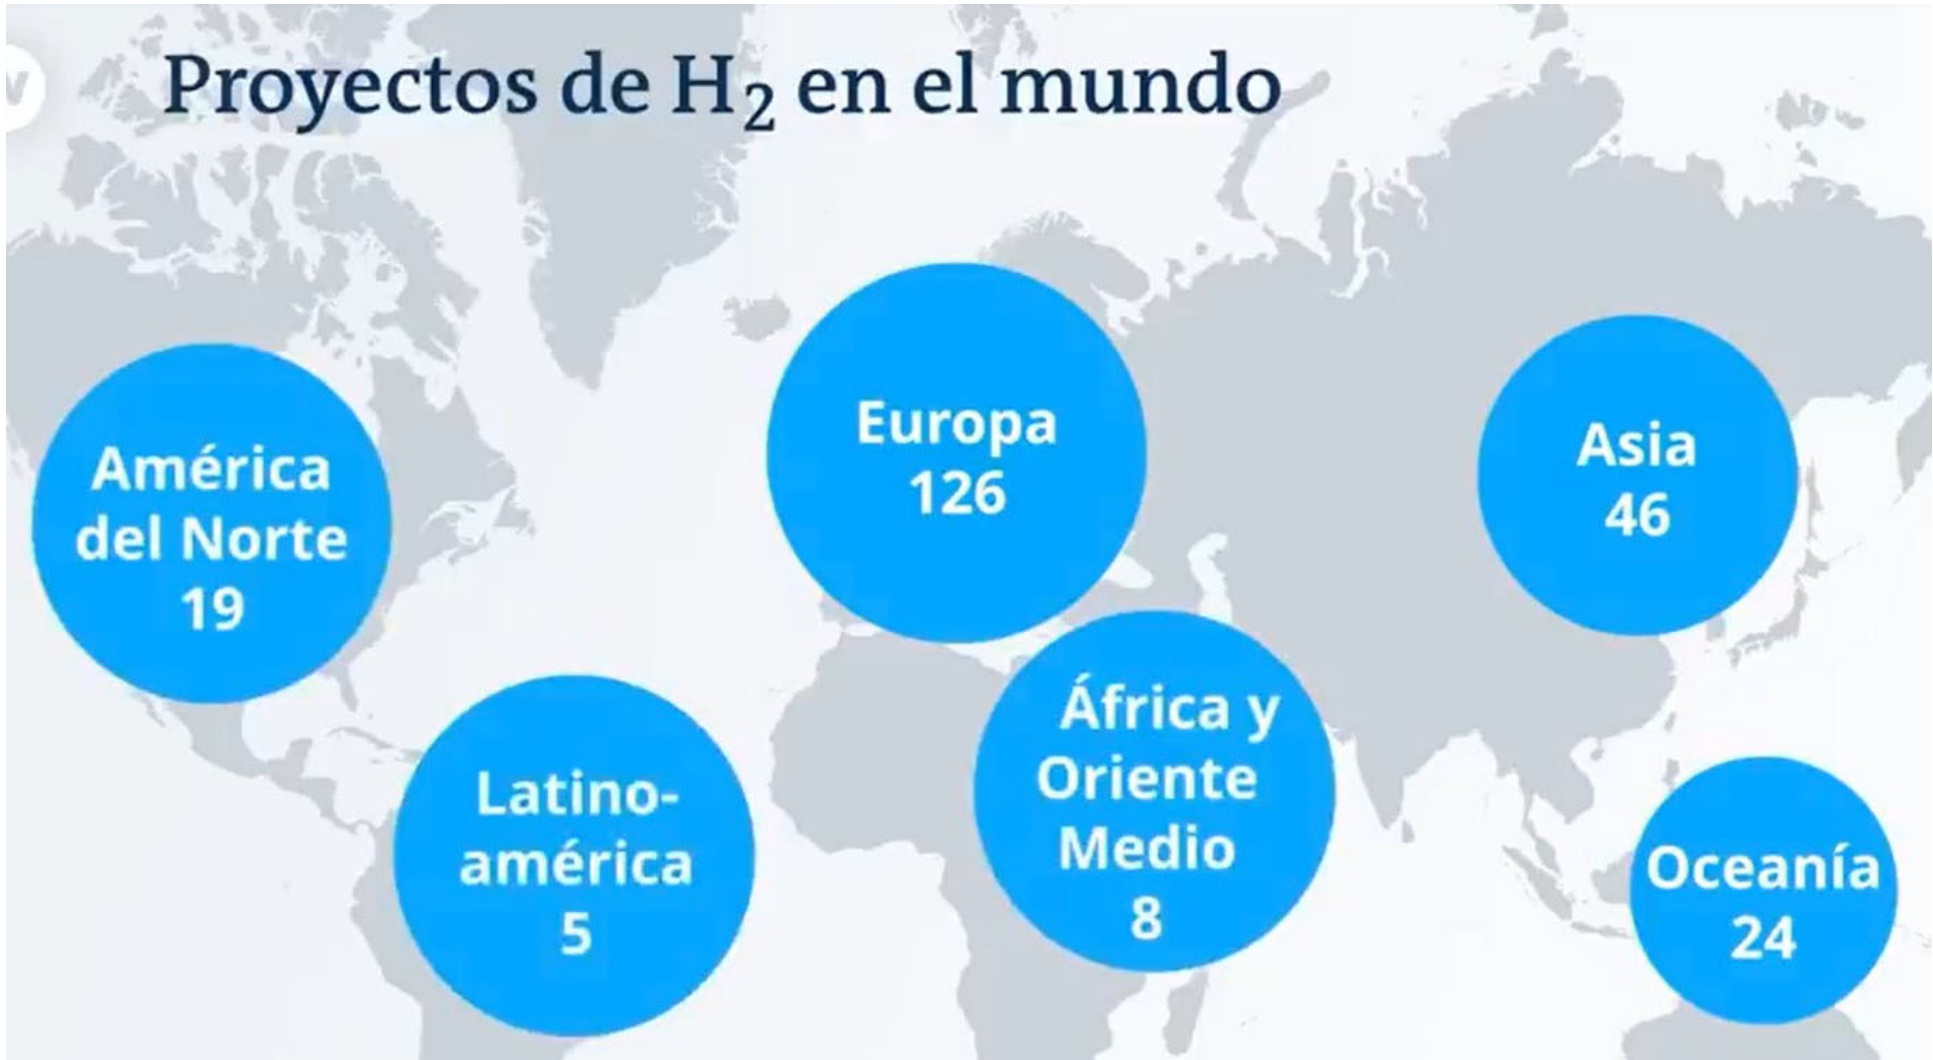 Proyectos de H₂ en el mundo
América
del Norte
19
Europa
126
Asia
46
Latino-
américa
5
África y
Oriente
Medio
8
Oceanía
24